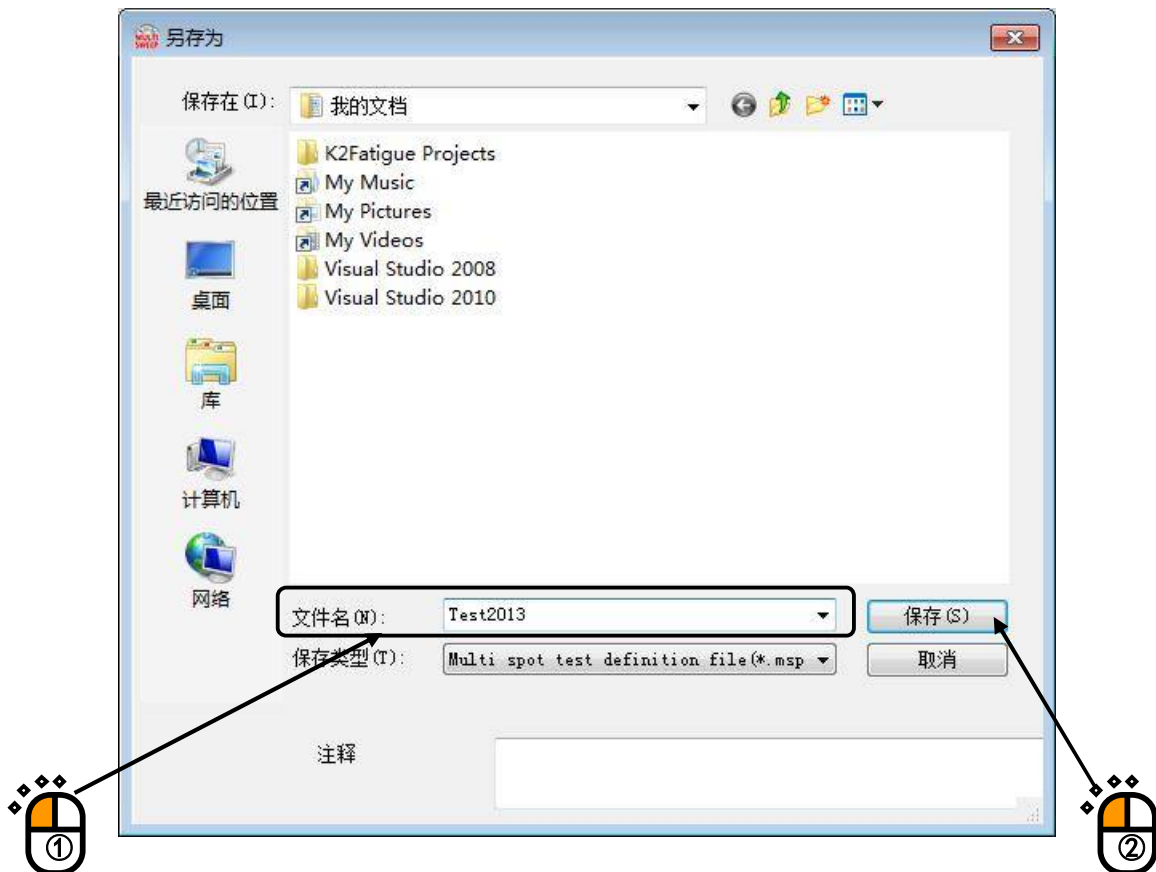 另存为
保存在(I):
我的文档
K2Fatigue Projects
My Music
My Pictures
My Videos
Visual Studio 2008
Visual Studio 2010
最近访问的位置
桌面
库
计算机
网络
文件名(N):
Test2013
保存(S)
保存类型(T):
Multi spot test definition file(*.msp
取消
注释
①
②